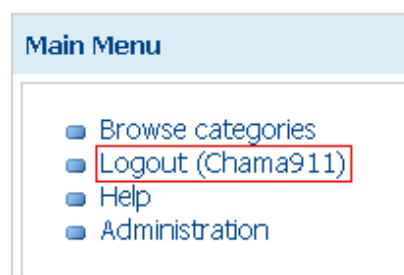 Main Menu
Browse categories
Logout (Chama911)
Help
Administration